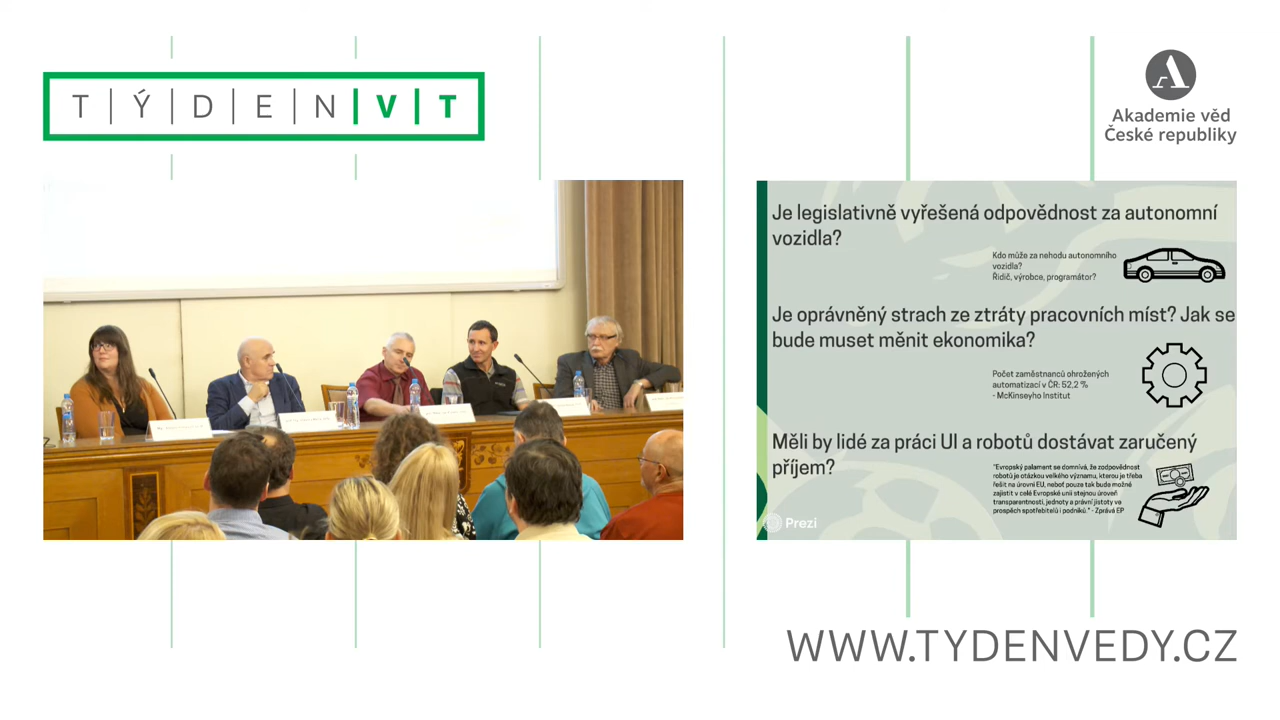 TÝDENVT
Akademie věd
České republiky
Je legislativně vyřešená odpovědnost za autonomní
vozidla?
Kdo může za nehodu autonomního
vozidla?
Řidič, výrobce, programátor?
Je oprávněný strach ze ztráty pracovních míst? Jak se
bude muset měnit ekonomika?
Počet zaměstnanců ohrožených
automatizací v ČR: 52,2 %
- McKinseyho Institut
Měli by lidé za práci UI a robotů dostávat zaručený
příjem?
"Evropský palament se domnívá, že zodpovědnost
robotů je otázkou velkého významu, kterou je třeba
řešit na úrovni EU, neboť pouze tak bude možné
zajistit v celé Evropské unii stejnou úroveň
transparentnosti, jednoty a právní jistoty ve
prospěch spotřebitelů i podniků." - Zpráva EP
Prezi
WWW.TYDENVEDY.CZ